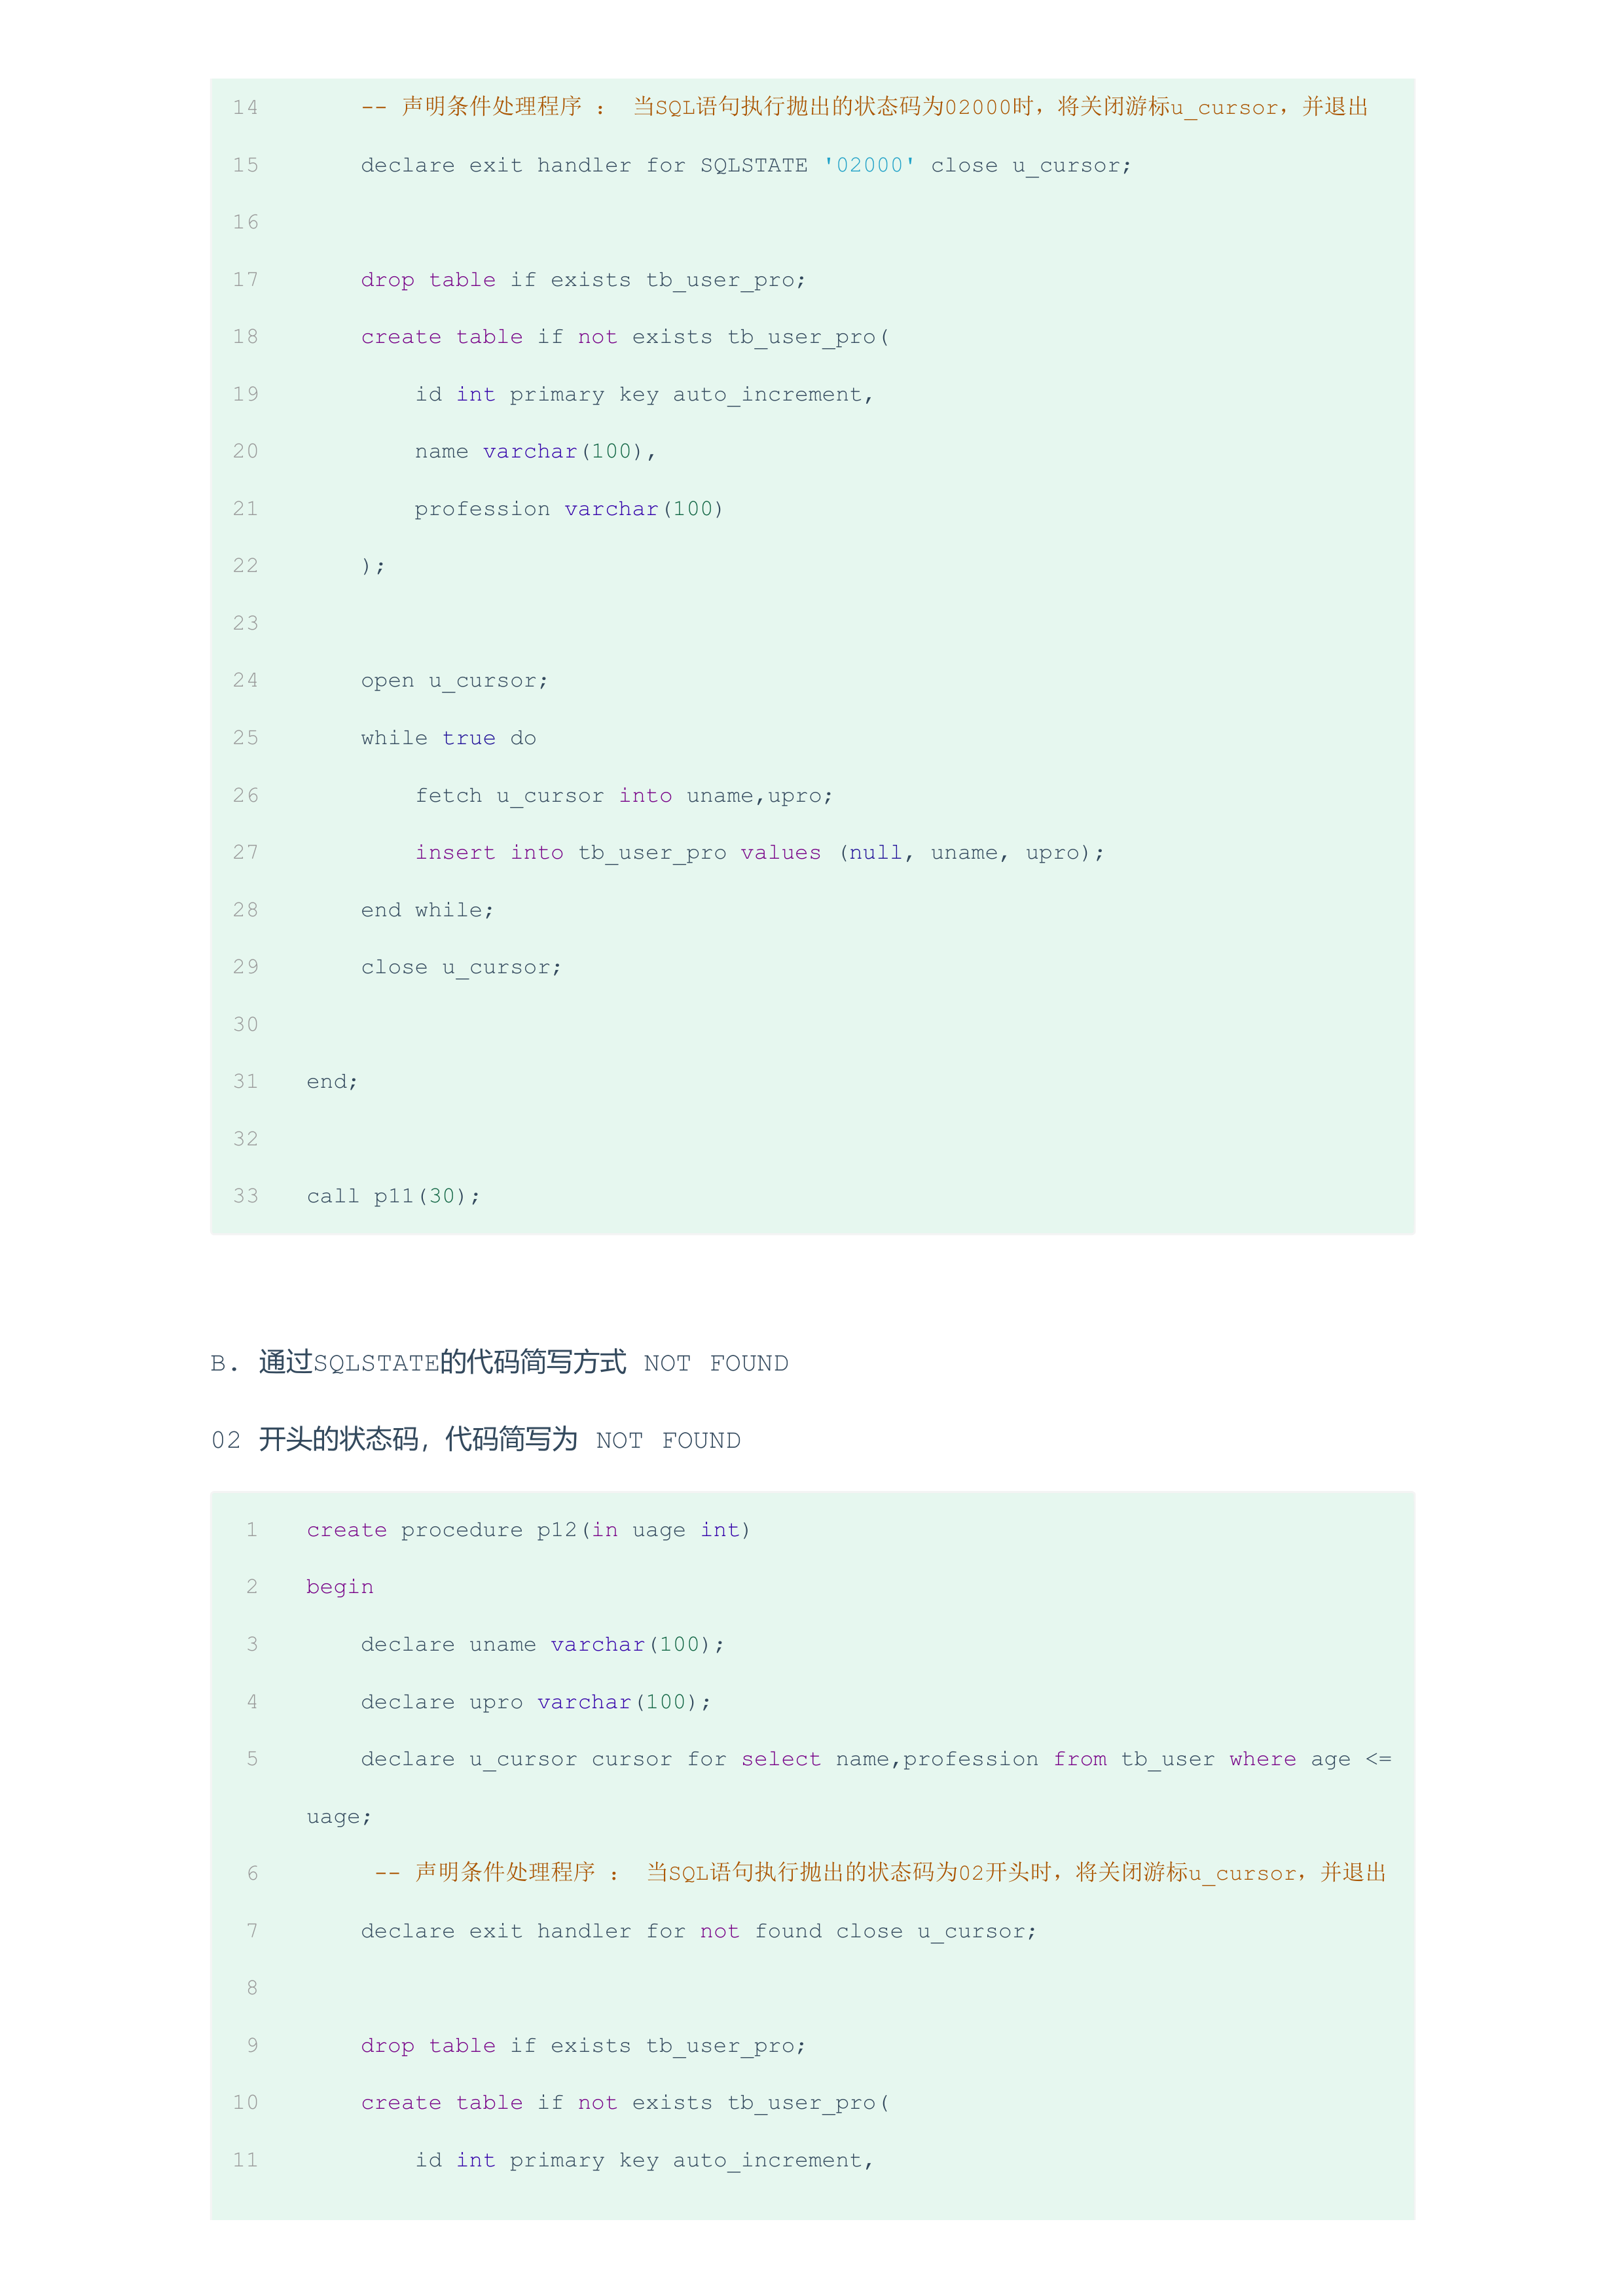 14 -- 声明条件处理程序 ： 当SQL语句执行抛出的状态码为02000时，将关闭游标u_cursor，并退出
15 declare exit handler for SQLSTATE '02000' close u_cursor;
16
17 drop table if exists tb_user_pro;
18 create table if not exists tb_user_pro(
19 id int primary key auto_increment,
20 name varchar(100),
21 profession varchar(100)
22 );
23
24 open u_cursor;
25 while true do
26 fetch u_cursor into uname,upro;
27 insert into tb_user_pro values (null, uname, upro);
28 end while;
29 close u_cursor;
30
31 end;
32
33 call p11(30);
B. 通过SQLSTATE的代码简写方式 NOT FOUND
02 开头的状态码，代码简写为 NOT FOUND
1 create procedure p12(in uage int)
2 begin
3 declare uname varchar(100);
4 declare upro varchar(100);
5 declare u_cursor cursor for select name,profession from tb_user where age <=
uage;
6 -- 声明条件处理程序 ： 当SQL语句执行抛出的状态码为02开头时，将关闭游标u_cursor，并退出
7 declare exit handler for not found close u_cursor;
8
9 drop table if exists tb_user_pro;
10 create table if not exists tb_user_pro(
11 id int primary key auto_increment,